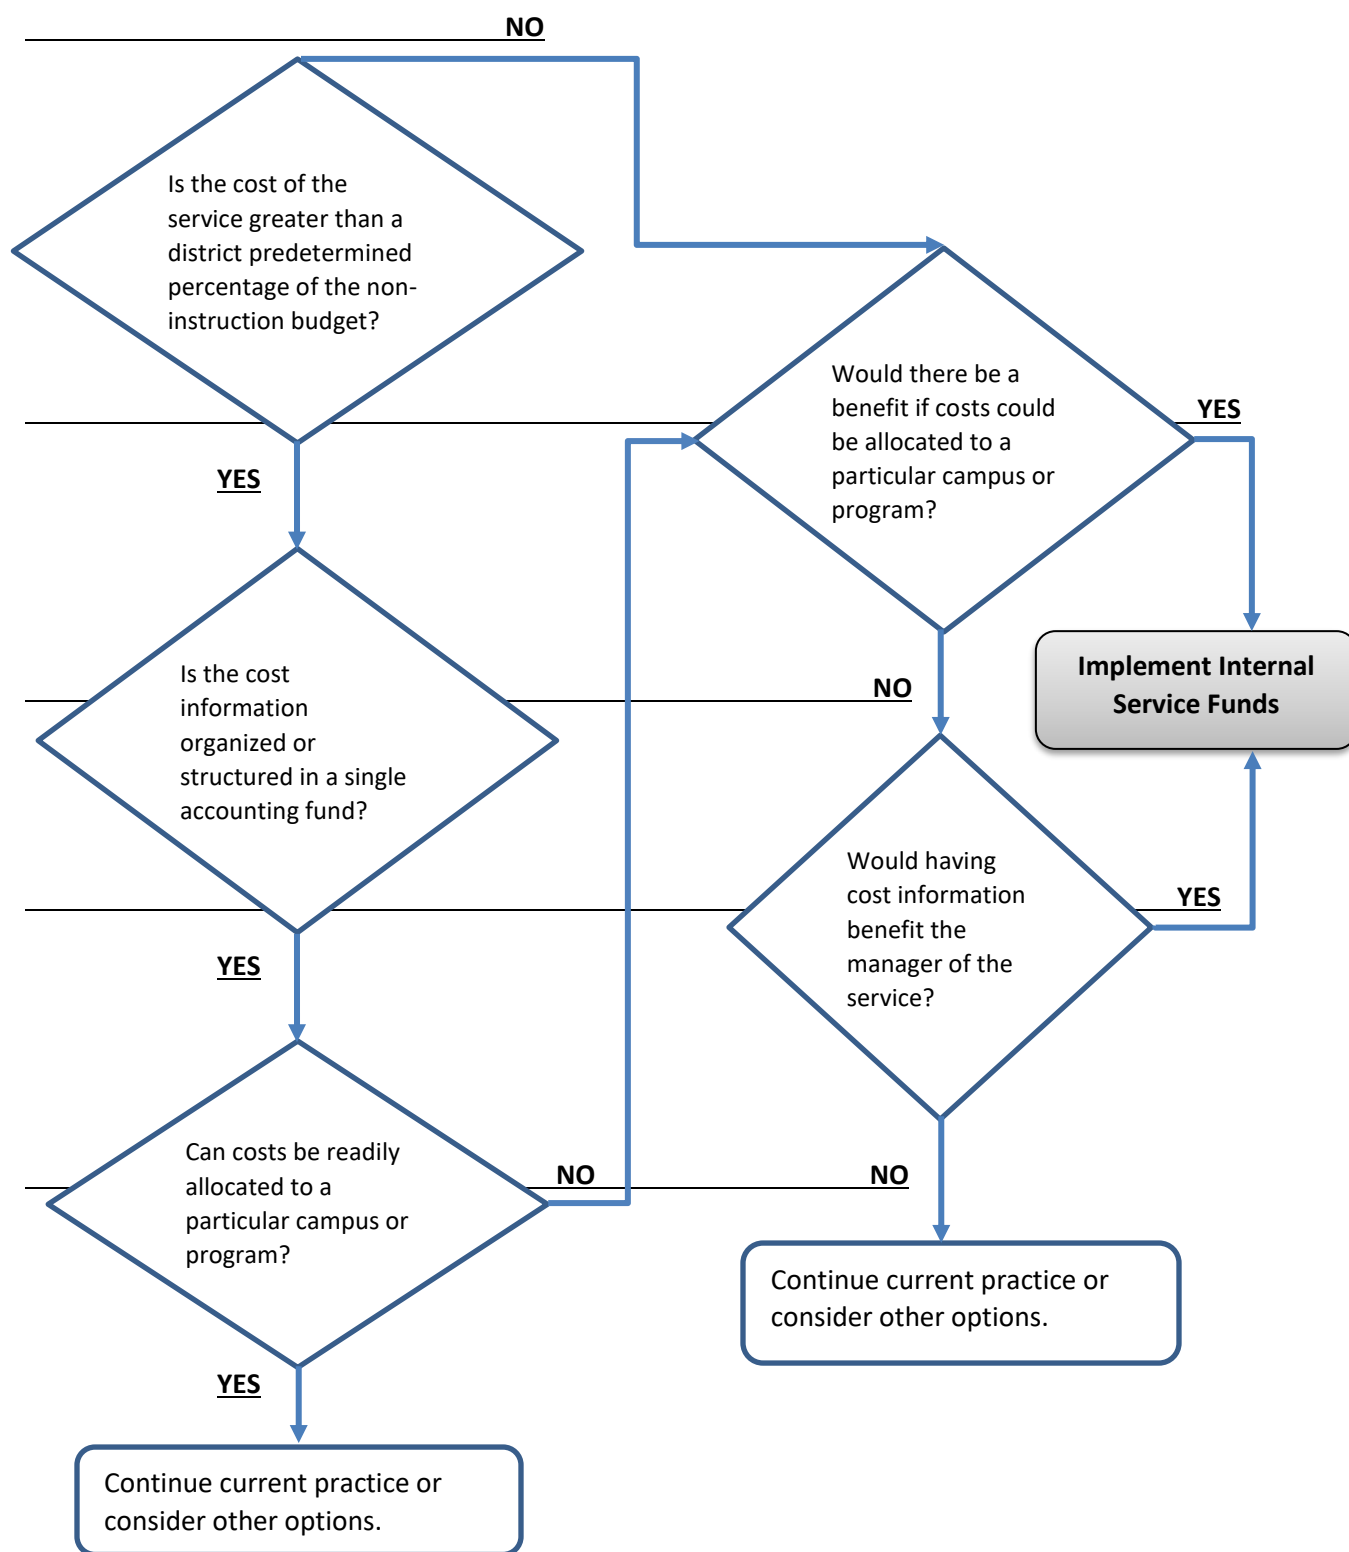 NO
Is the cost of the
service greater than a
district predetermined
percentage of the non-
instruction budget?
YES
Would there be a
benefit if costs could
be allocated to a
particular campus or
program?
YES
Is the cost
information
organized or
structured in a single
accounting fund?
NO
Implement Internal
Service Funds
YES
Would having
cost information
benefit the
manager of the
service?
YES
Can costs be readily
allocated to a
particular campus or
program?
NO
NO
Continue current practice or
consider other options.
YES
Continue current practice or
consider other options.